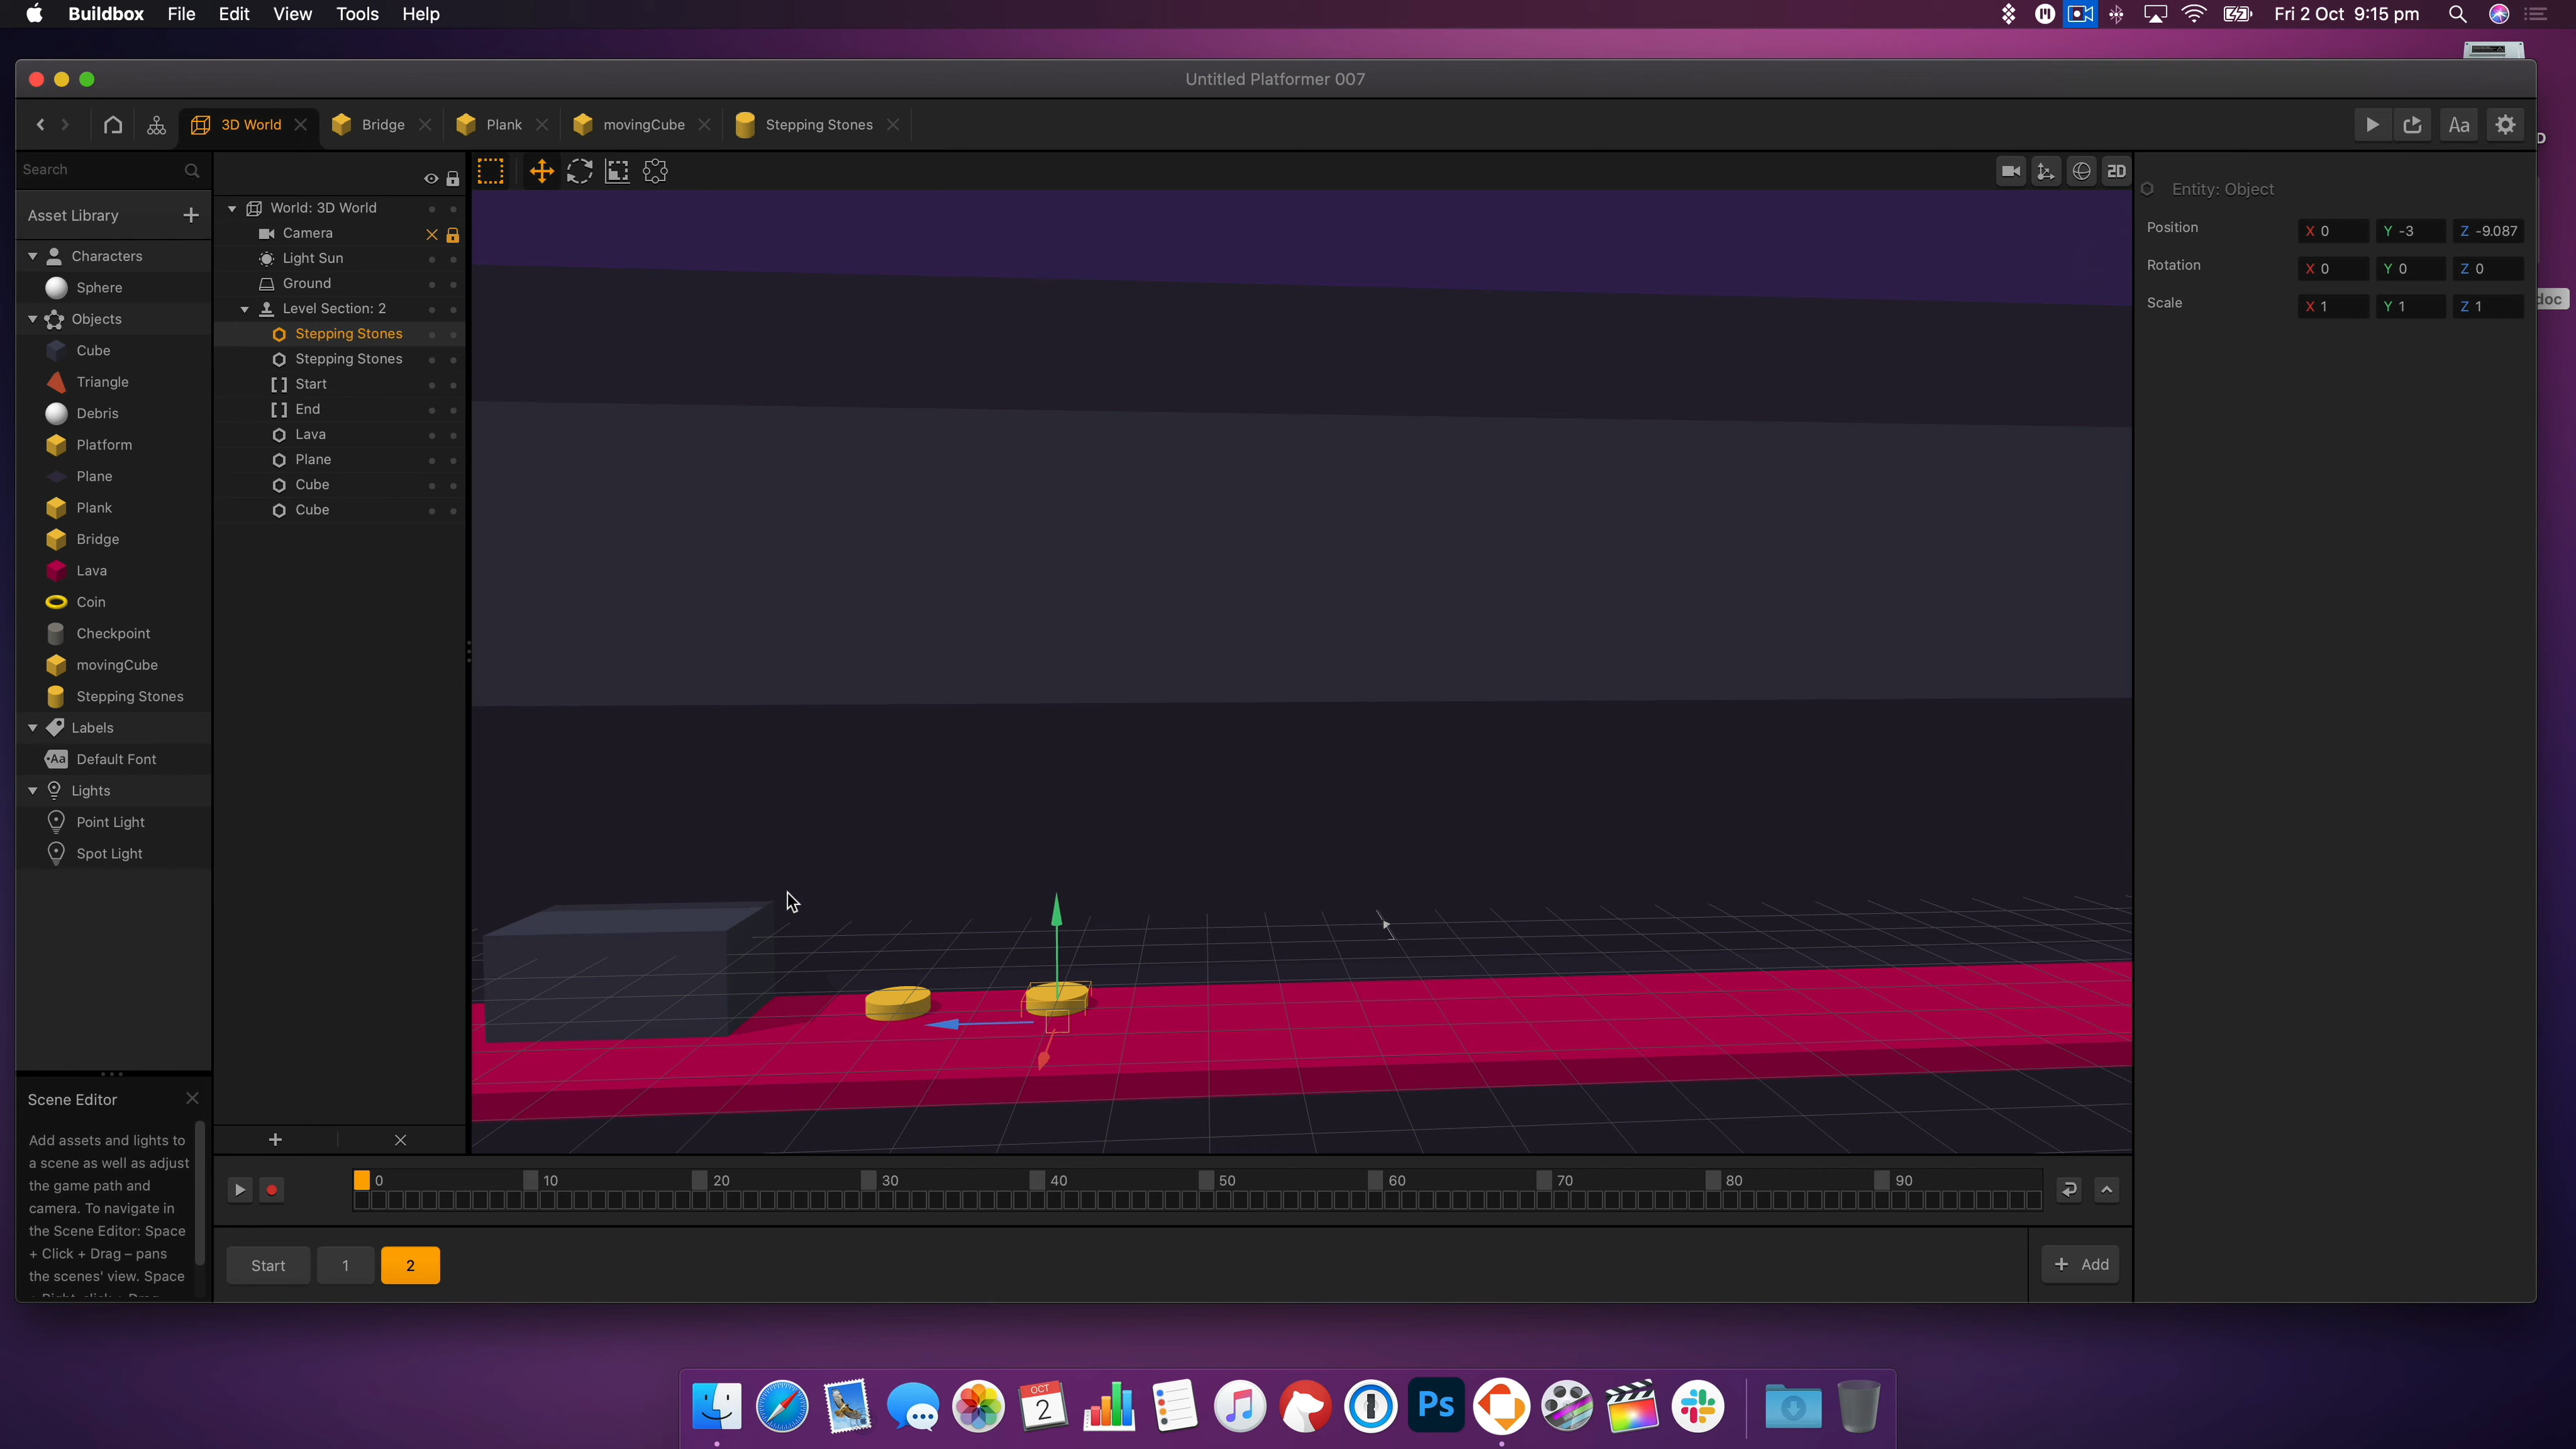 Buildbox File Edit View Tools Help
Fri 2 Oct 9:15 pm
Untitled Platformer 007
3D World Bridge Plank movingCube Stepping Stones
Aa
Search
2D
Entity: Object
Asset Library
World: 3D World
Position X 0 Y -3 Z -9.087
Camera
Characters
Light Sun
Rotation X 0 Y 0 Z 0
Sphere
Ground
Scale X 1 Y 1 Z 1
doc
Objects
Level Section: 2
Cube
Stepping Stones
Triangle
Stepping Stones
Debris
Start
Platform
End
Plane
Lava
Plank
Plane
Bridge
Cube
Lava
Cube
Coin
Checkpoint
movingCube
Stepping Stones
Labels
Aa Default Font
Lights
Point Light
Spot Light
Scene Editor
Add assets and lights to
a scene as well as adjust
the game path and
camera. To navigate in
the Scene Editor: Space
+ Click + Drag – pans
the scenes' view. Space
0 10 20 30 40 50 60 70 80 90
Start 1 2
+ Add
OCT
2
Ps